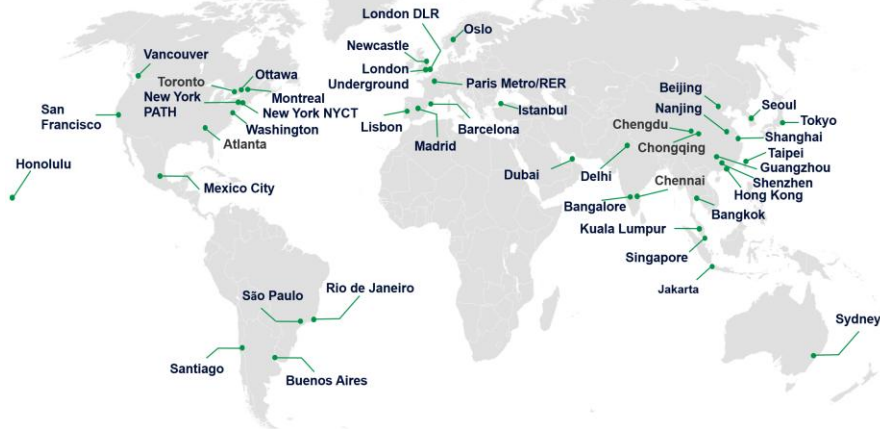 London DLR
Oslo
Newcastle
Vancouver
Toronto
Ottawa
London
Underground
Paris Metro/RER
New York
PATH
Montreal
New York NYCT
Washington
San
Francisco
Atlanta
Lisbon
Madrid
Barcelona
Istanbul
Beijing
Nanjing
Seoul
Tokyo
Chengdu
Shanghai
Chongqing
Taipei
Guangzhou
Shenzhen
Hong Kong
Honolulu
Mexico City
Dubai
Delhi
Chennai
Bangalore
Bangkok
Kuala Lumpur
Singapore
Jakarta
São Paulo
Rio de Janeiro
Sydney
Santiago
Buenos Aires